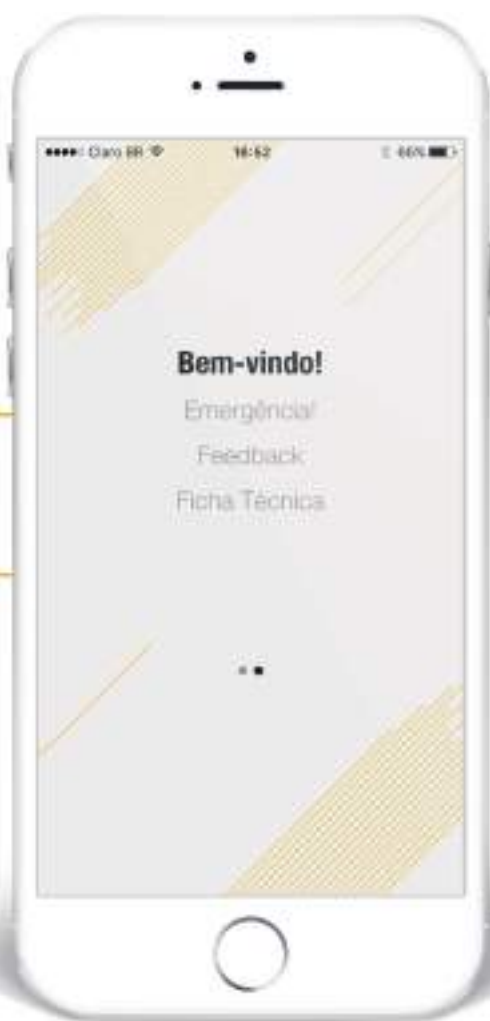 Claro BR 16:52 66%
Bem-vindo!
Emergência!
Feedback
Ficha Técnica